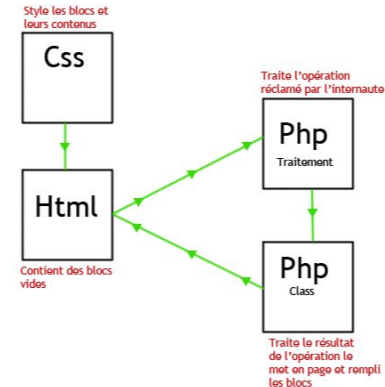 Style les blocs et
leurs contenus
Css
Html
Contient des blocs
vides
Traite l'opération
réclamé par l'internaute
Php
Traitement
Php
Class
Traite le résultat
de l'opération le
met en page et rempli
les blocs